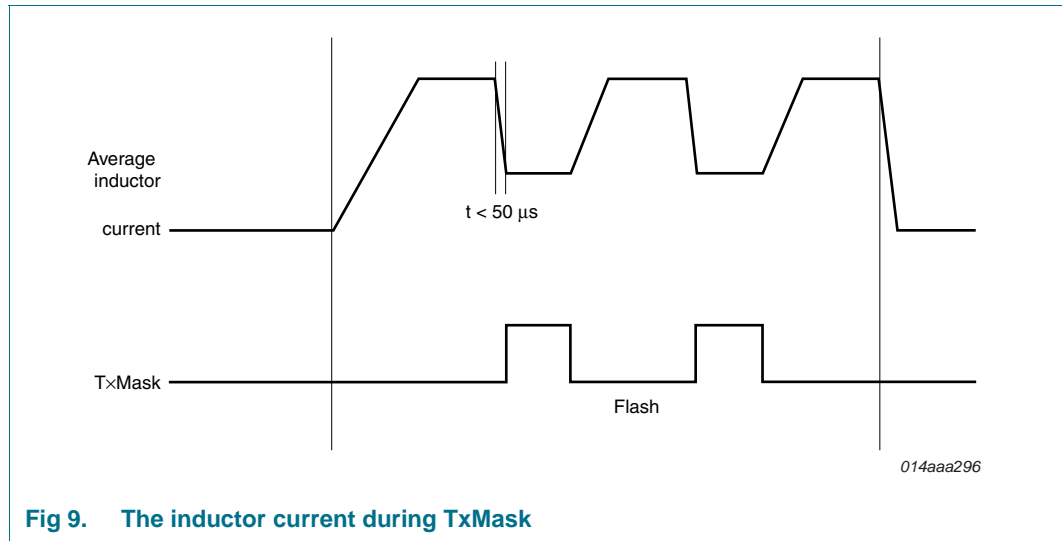 Average
inductor
current
t < 50 μs
T×Mask
Flash
014aaa296
Fig 9. The inductor current during TxMask